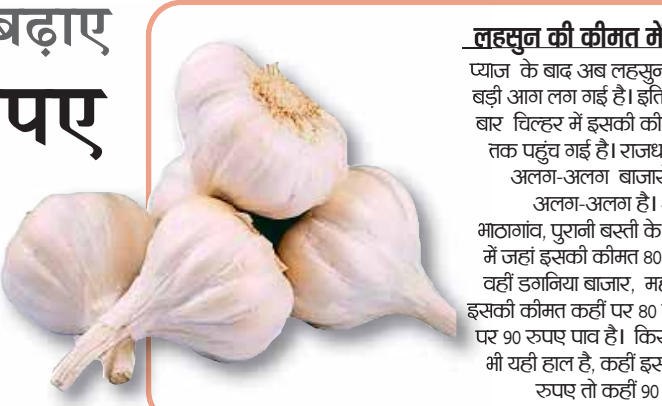 बढ़ाए
पए
लहसुन की कीमत में
प्याज के बाद अब लहसुन
बड़ी आग लग गई है। इति
बार चिल्हर में इसकी की
तक पहुंच गई है। राजध
अलग-अलग बाजार
अलग-अलग है।
भाठागांव, पुरानी बस्ती के
में जहां इसकी कीमत 80
वहीं डगनिया बाजार, मह
इसकी कीमत कहीं पर 80
पर 90 रुपए पाव है। किर
भी यही हाल है, कहीं इस
रुपए तो कहीं 90